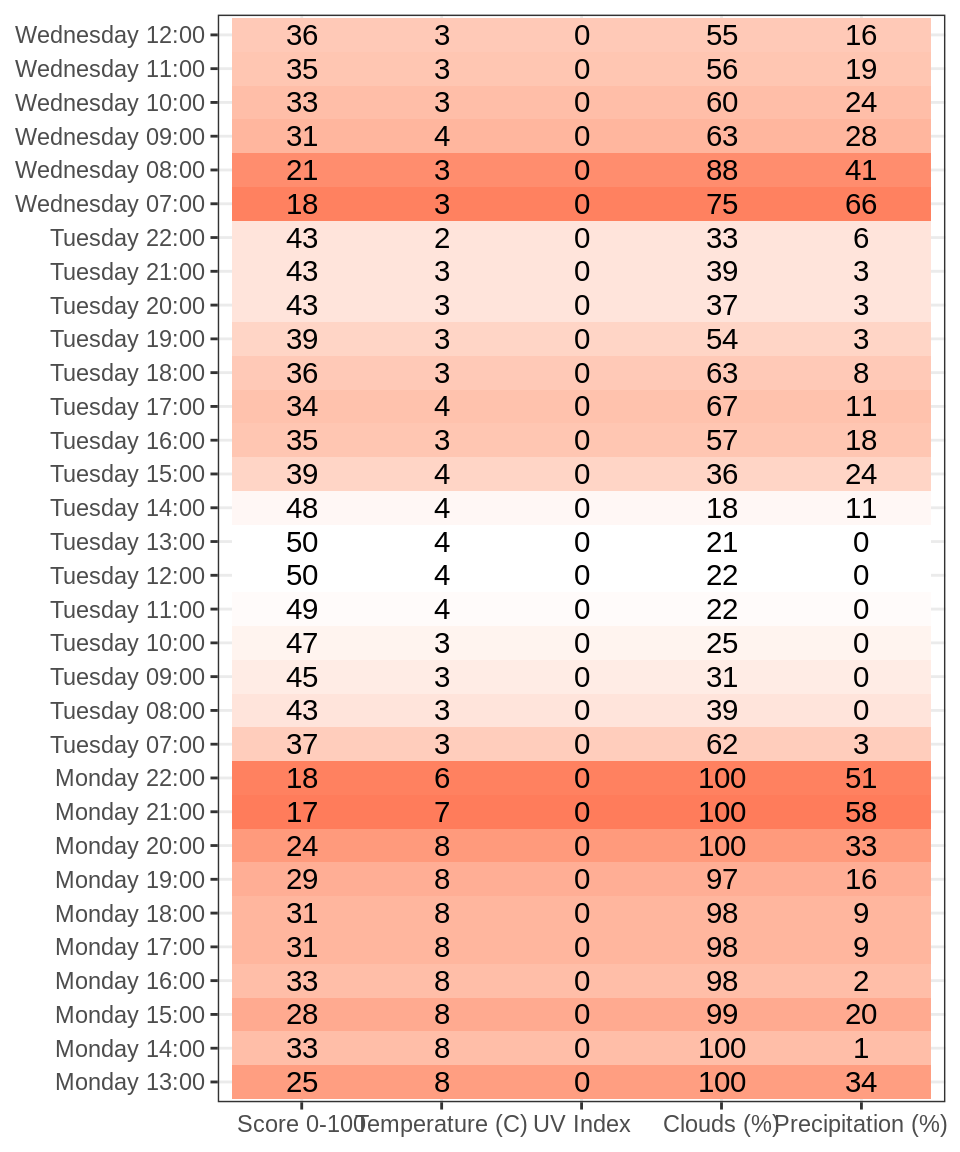 Wednesday 12:00 36 3 0 55 16
Wednesday 11:00 35 3 0 56 19
Wednesday 10:00 33 3 0 60 24
Wednesday 09:00 31 4 0 63 28
Wednesday 08:00 21 3 0 88 41
Wednesday 07:00 18 3 0 75 66
Tuesday 22:00 43 2 0 33 6
Tuesday 21:00 43 3 0 39 3
Tuesday 20:00 43 3 0 37 3
Tuesday 19:00 39 3 0 54 3
Tuesday 18:00 36 3 0 63 8
Tuesday 17:00 34 4 0 67 11
Tuesday 16:00 35 3 0 57 18
Tuesday 15:00 39 4 0 36 24
Tuesday 14:00 48 4 0 18 11
Tuesday 13:00 50 4 0 21 0
Tuesday 12:00 50 4 0 22 0
Tuesday 11:00 49 4 0 22 0
Tuesday 10:00 47 3 0 25 0
Tuesday 09:00 45 3 0 31 0
Tuesday 08:00 43 3 0 39 0
Tuesday 07:00 37 3 0 62 3
Monday 22:00 18 6 0 100 51
Monday 21:00 17 7 0 100 58
Monday 20:00 24 8 0 100 33
Monday 19:00 29 8 0 97 16
Monday 18:00 31 8 0 98 9
Monday 17:00 31 8 0 98 9
Monday 16:00 33 8 0 98 2
Monday 15:00 28 8 0 99 20
Monday 14:00 33 8 0 100 1
Monday 13:00 25 8 0 100 34
Score 0-100 Temperature (C) UV Index Clouds (%) Precipitation (%)